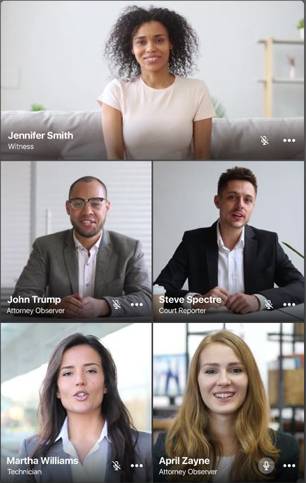 Jennifer Smith
Witness
John Trump
Attorney Observer
Steve Spectre
Court Reporter
Martha Williams
Technician
April Zayne
Attorney Observer